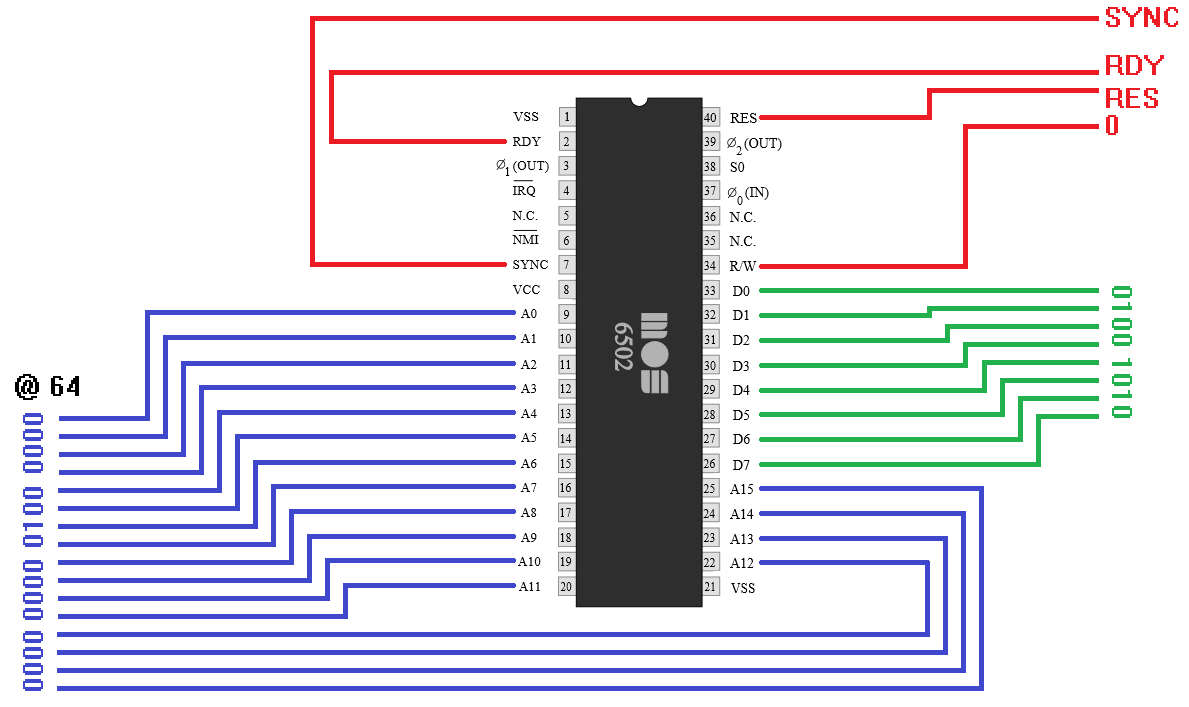 SYNC
RDY
RES
0
VSS 1
RDY 2
Ø1(OUT) 3
IRQ 4
N.C. 5
NMI 6
SYNC 7
VCC 8
A0 9
A1 10
A2 11
A3 12
A4 13
A5 14
A6 15
A7 16
A8 17
A9 18
A10 19
A11 20
40 RES
39 Ø2(OUT)
38 S0
37 Ø0(IN)
36 N.C.
35 N.C.
34 R/W
33 D0
32 D1
31 D2
30 D3
29 D4
28 D5
27 D6
26 D7
25 A15
24 A14
23 A13
22 A12
21 VSS
mos
6502
@ 64
0000 0010 0000 0000
0100 1010